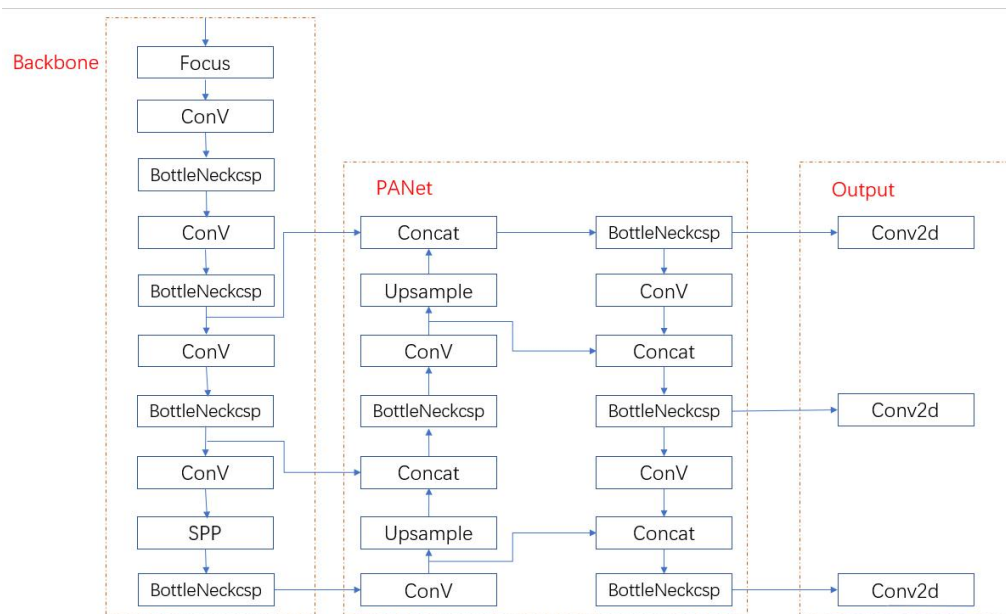 Backbone
Focus
ConV
BottleNeckcsp
ConV
BottleNeckcsp
ConV
BottleNeckcsp
ConV
SPP
BottleNeckcsp
PANet
Concat
Upsample
ConV
BottleNeckcsp
Concat
Upsample
ConV
BottleNeckcsp
ConV
Concat
BottleNeckcsp
ConV
Concat
BottleNeckcsp
Output
Conv2d
Conv2d
Conv2d